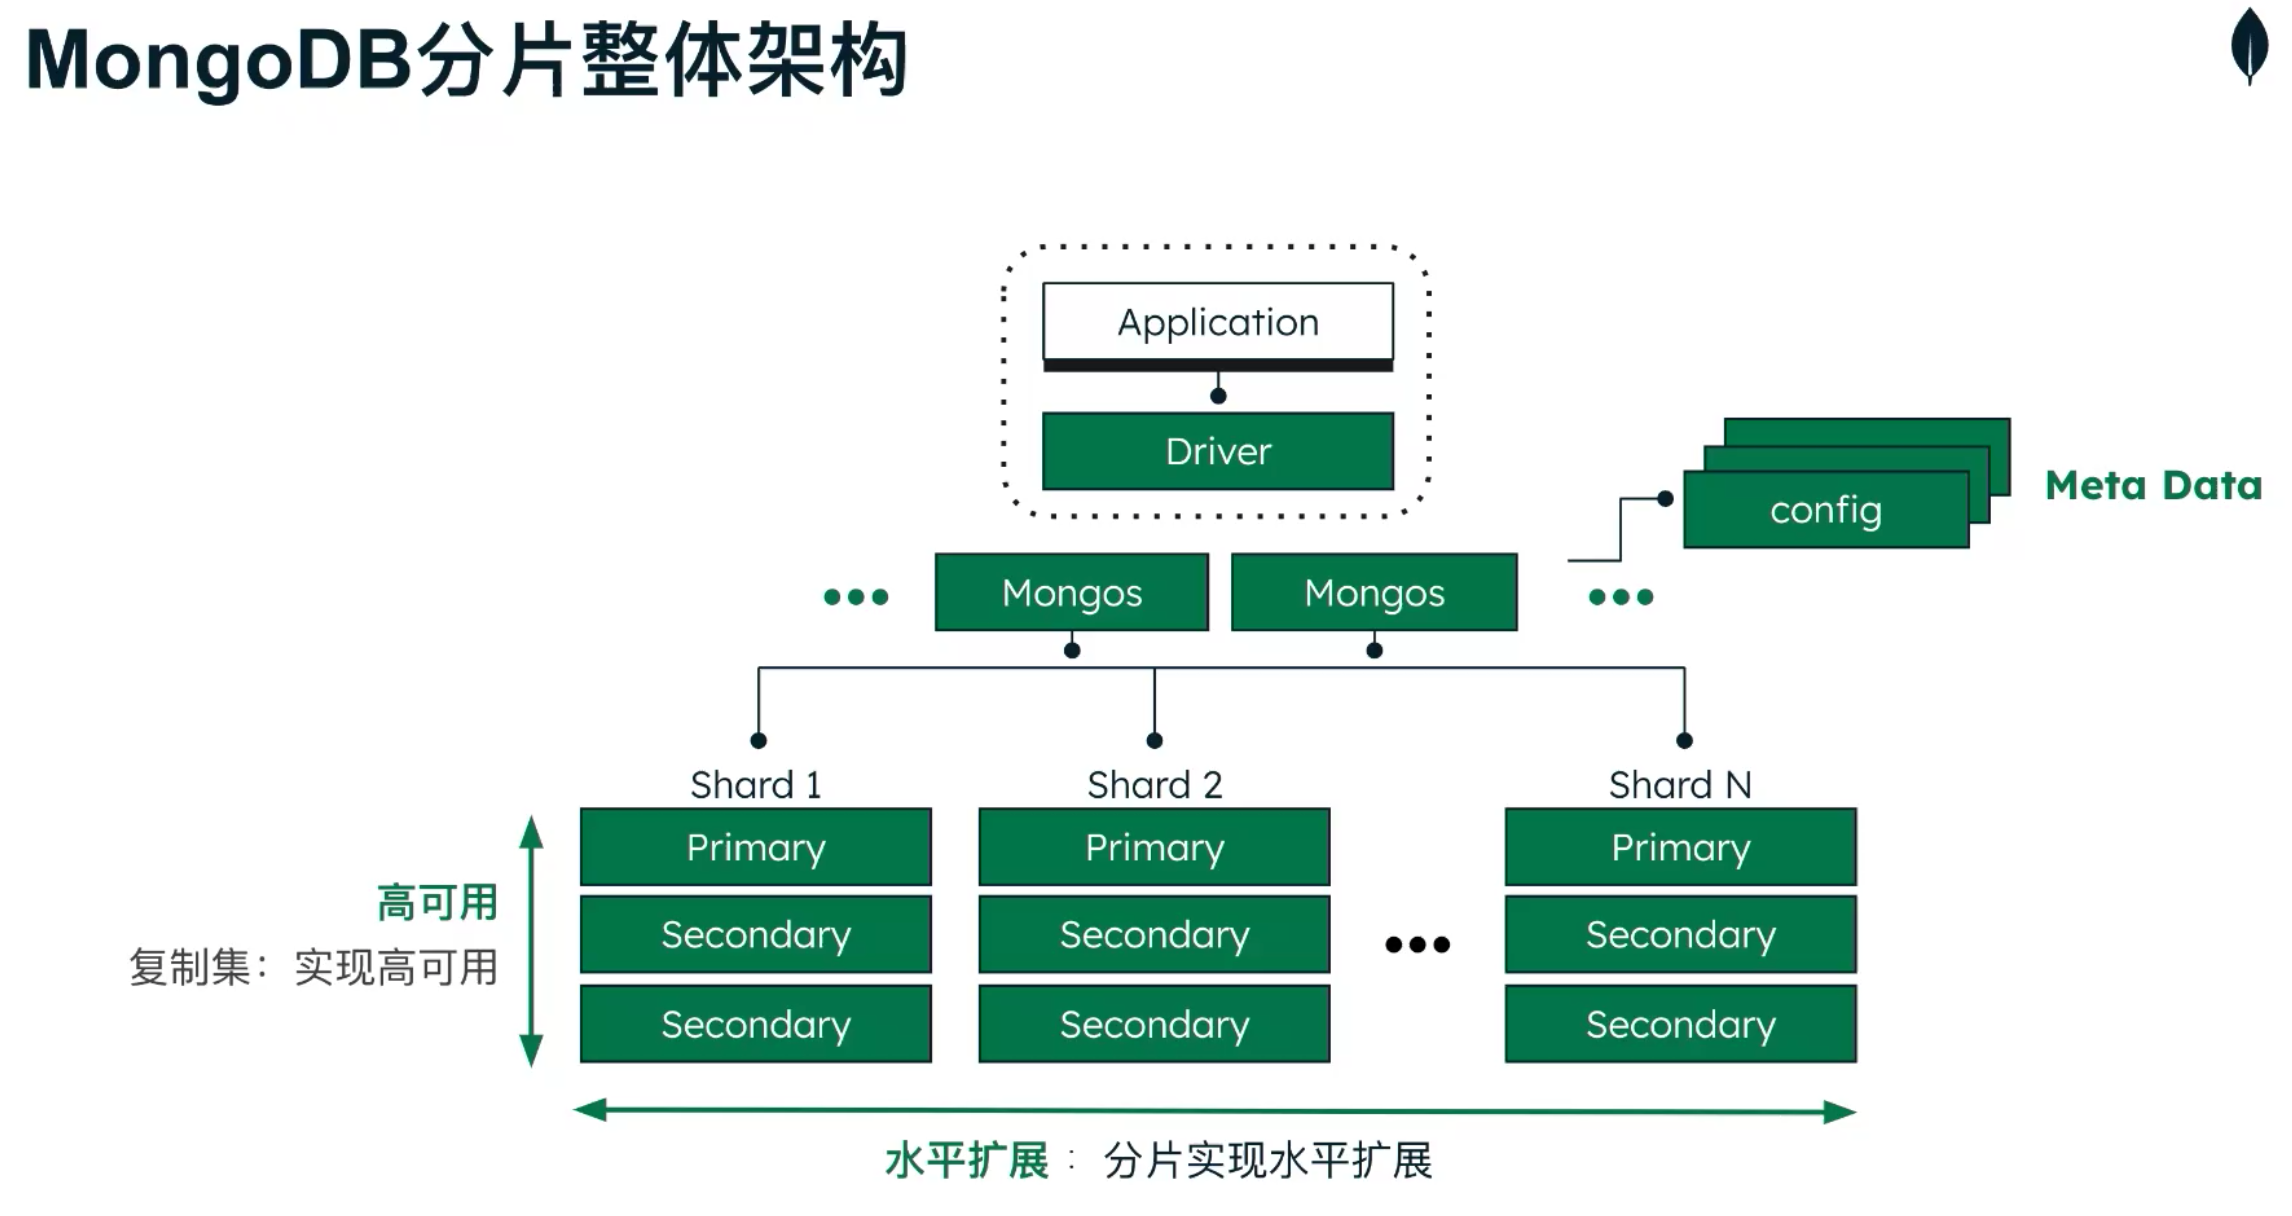 MongoDB分片整体架构
Application
Driver
config
Meta Data
Mongos
Mongos
Shard 1
Shard 2
Shard N
Primary
Primary
Primary
高可用
Secondary
Secondary
Secondary
复制集：实现高可用
Secondary
Secondary
Secondary
水平扩展：分片实现水平扩展